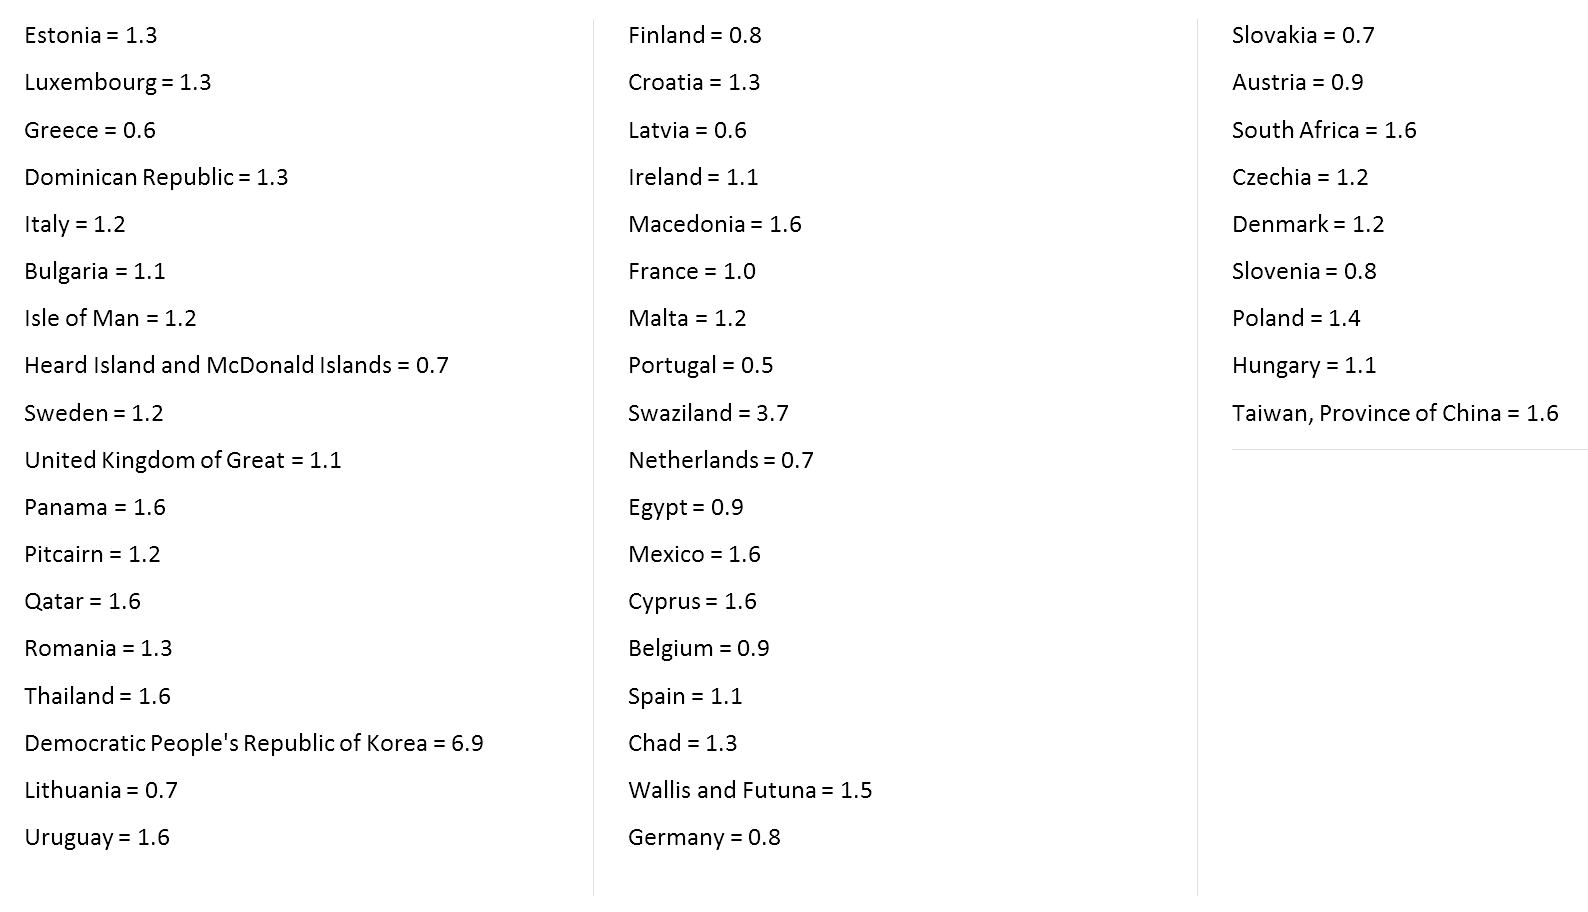 Estonia = 1.3
Luxembourg = 1.3
Greece = 0.6
Dominican Republic = 1.3
Italy = 1.2
Bulgaria = 1.1
Isle of Man = 1.2
Heard Island and McDonald Islands = 0.7
Sweden = 1.2
United Kingdom of Great = 1.1
Panama = 1.6
Pitcairn = 1.2
Qatar = 1.6
Romania = 1.3
Thailand = 1.6
Democratic People's Republic of Korea = 6.9
Lithuania = 0.7
Uruguay = 1.6
Finland = 0.8
Croatia = 1.3
Latvia = 0.6
Ireland = 1.1
Macedonia = 1.6
France = 1.0
Malta = 1.2
Portugal = 0.5
Swaziland = 3.7
Netherlands = 0.7
Egypt = 0.9
Mexico = 1.6
Cyprus = 1.6
Belgium = 0.9
Spain = 1.1
Chad = 1.3
Wallis and Futuna = 1.5
Germany = 0.8
Slovakia = 0.7
Austria = 0.9
South Africa = 1.6
Czechia = 1.2
Denmark = 1.2
Slovenia = 0.8
Poland = 1.4
Hungary = 1.1
Taiwan, Province of China = 1.6